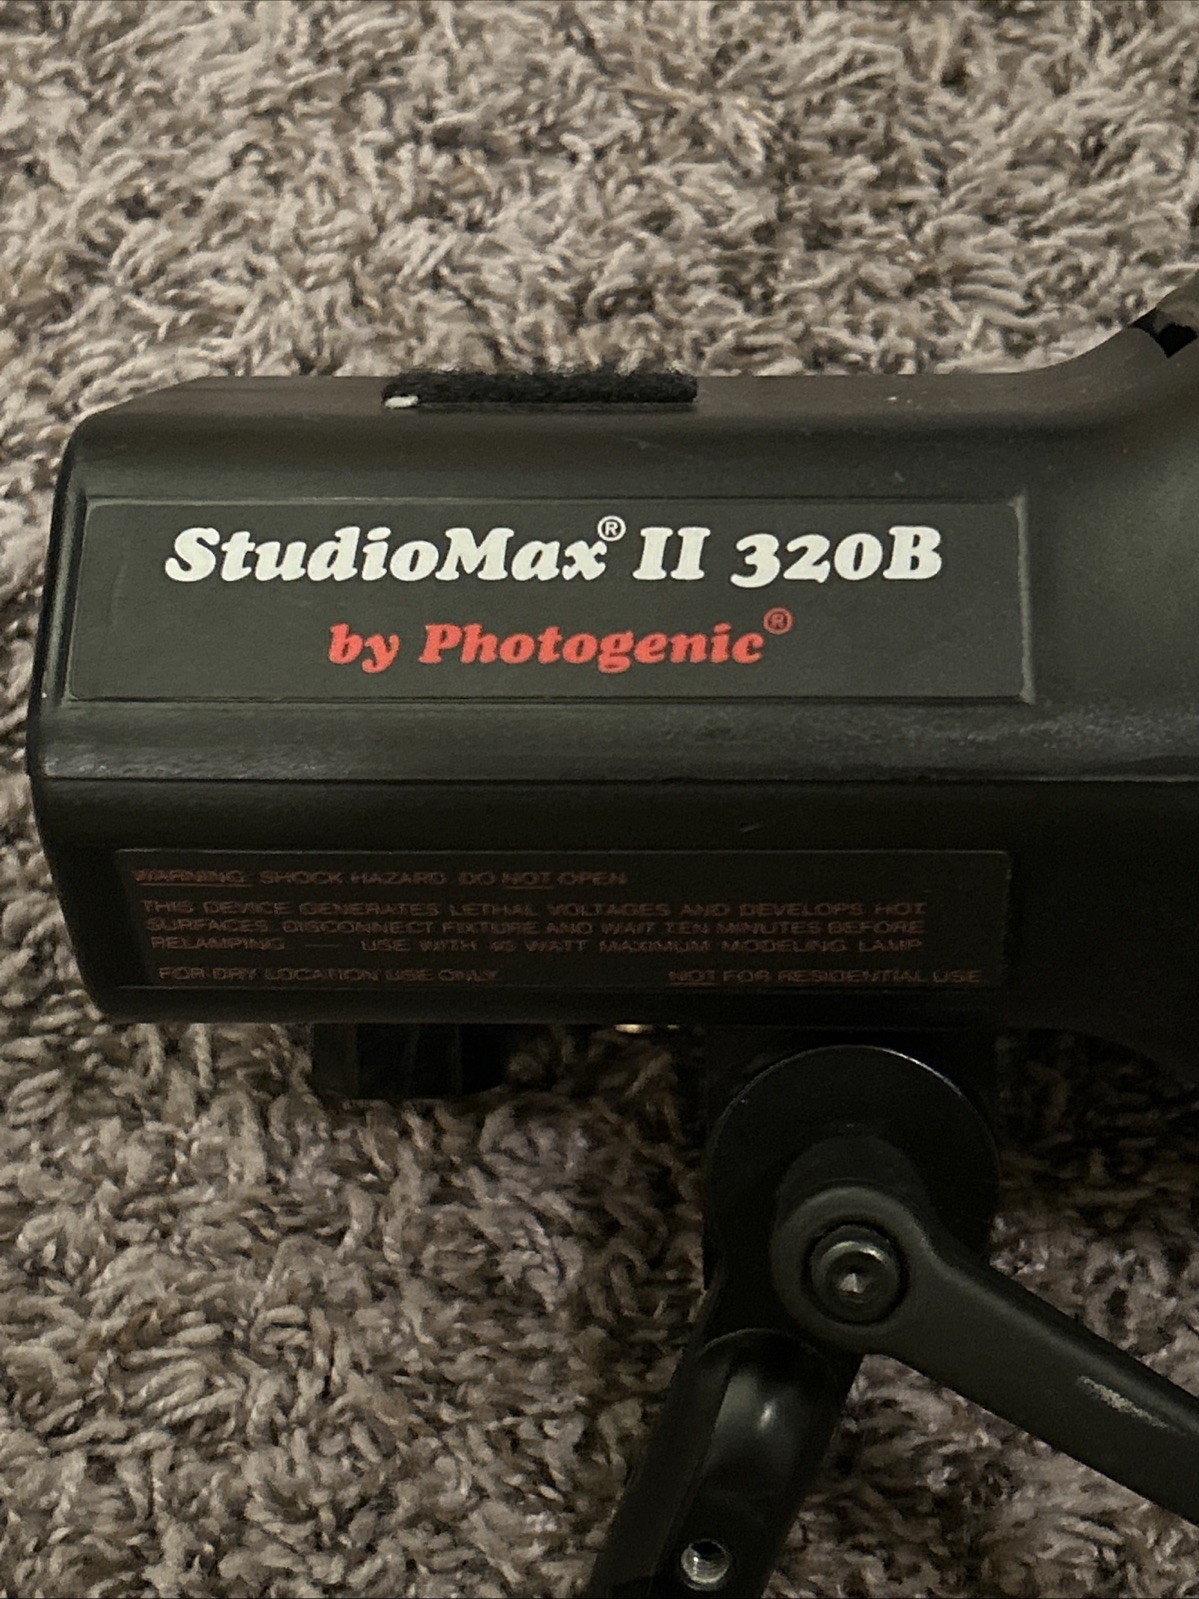 StudioMax® II 320B
by Photogenic®
WARNING: SHOCK HAZARD. DO NOT OPEN
THIS DEVICE GENERATES LETHAL VOLTAGES AND DEVELOPS HOT
SURFACES. DISCONNECT FIXTURE AND WAIT TEN MINUTES BEFORE
RELAMPING — USE WITH WATT MAXIMUM MODELING LAMP
FOR DRY LOCATION USE ONLY
NOT FOR RESIDENTIAL USE